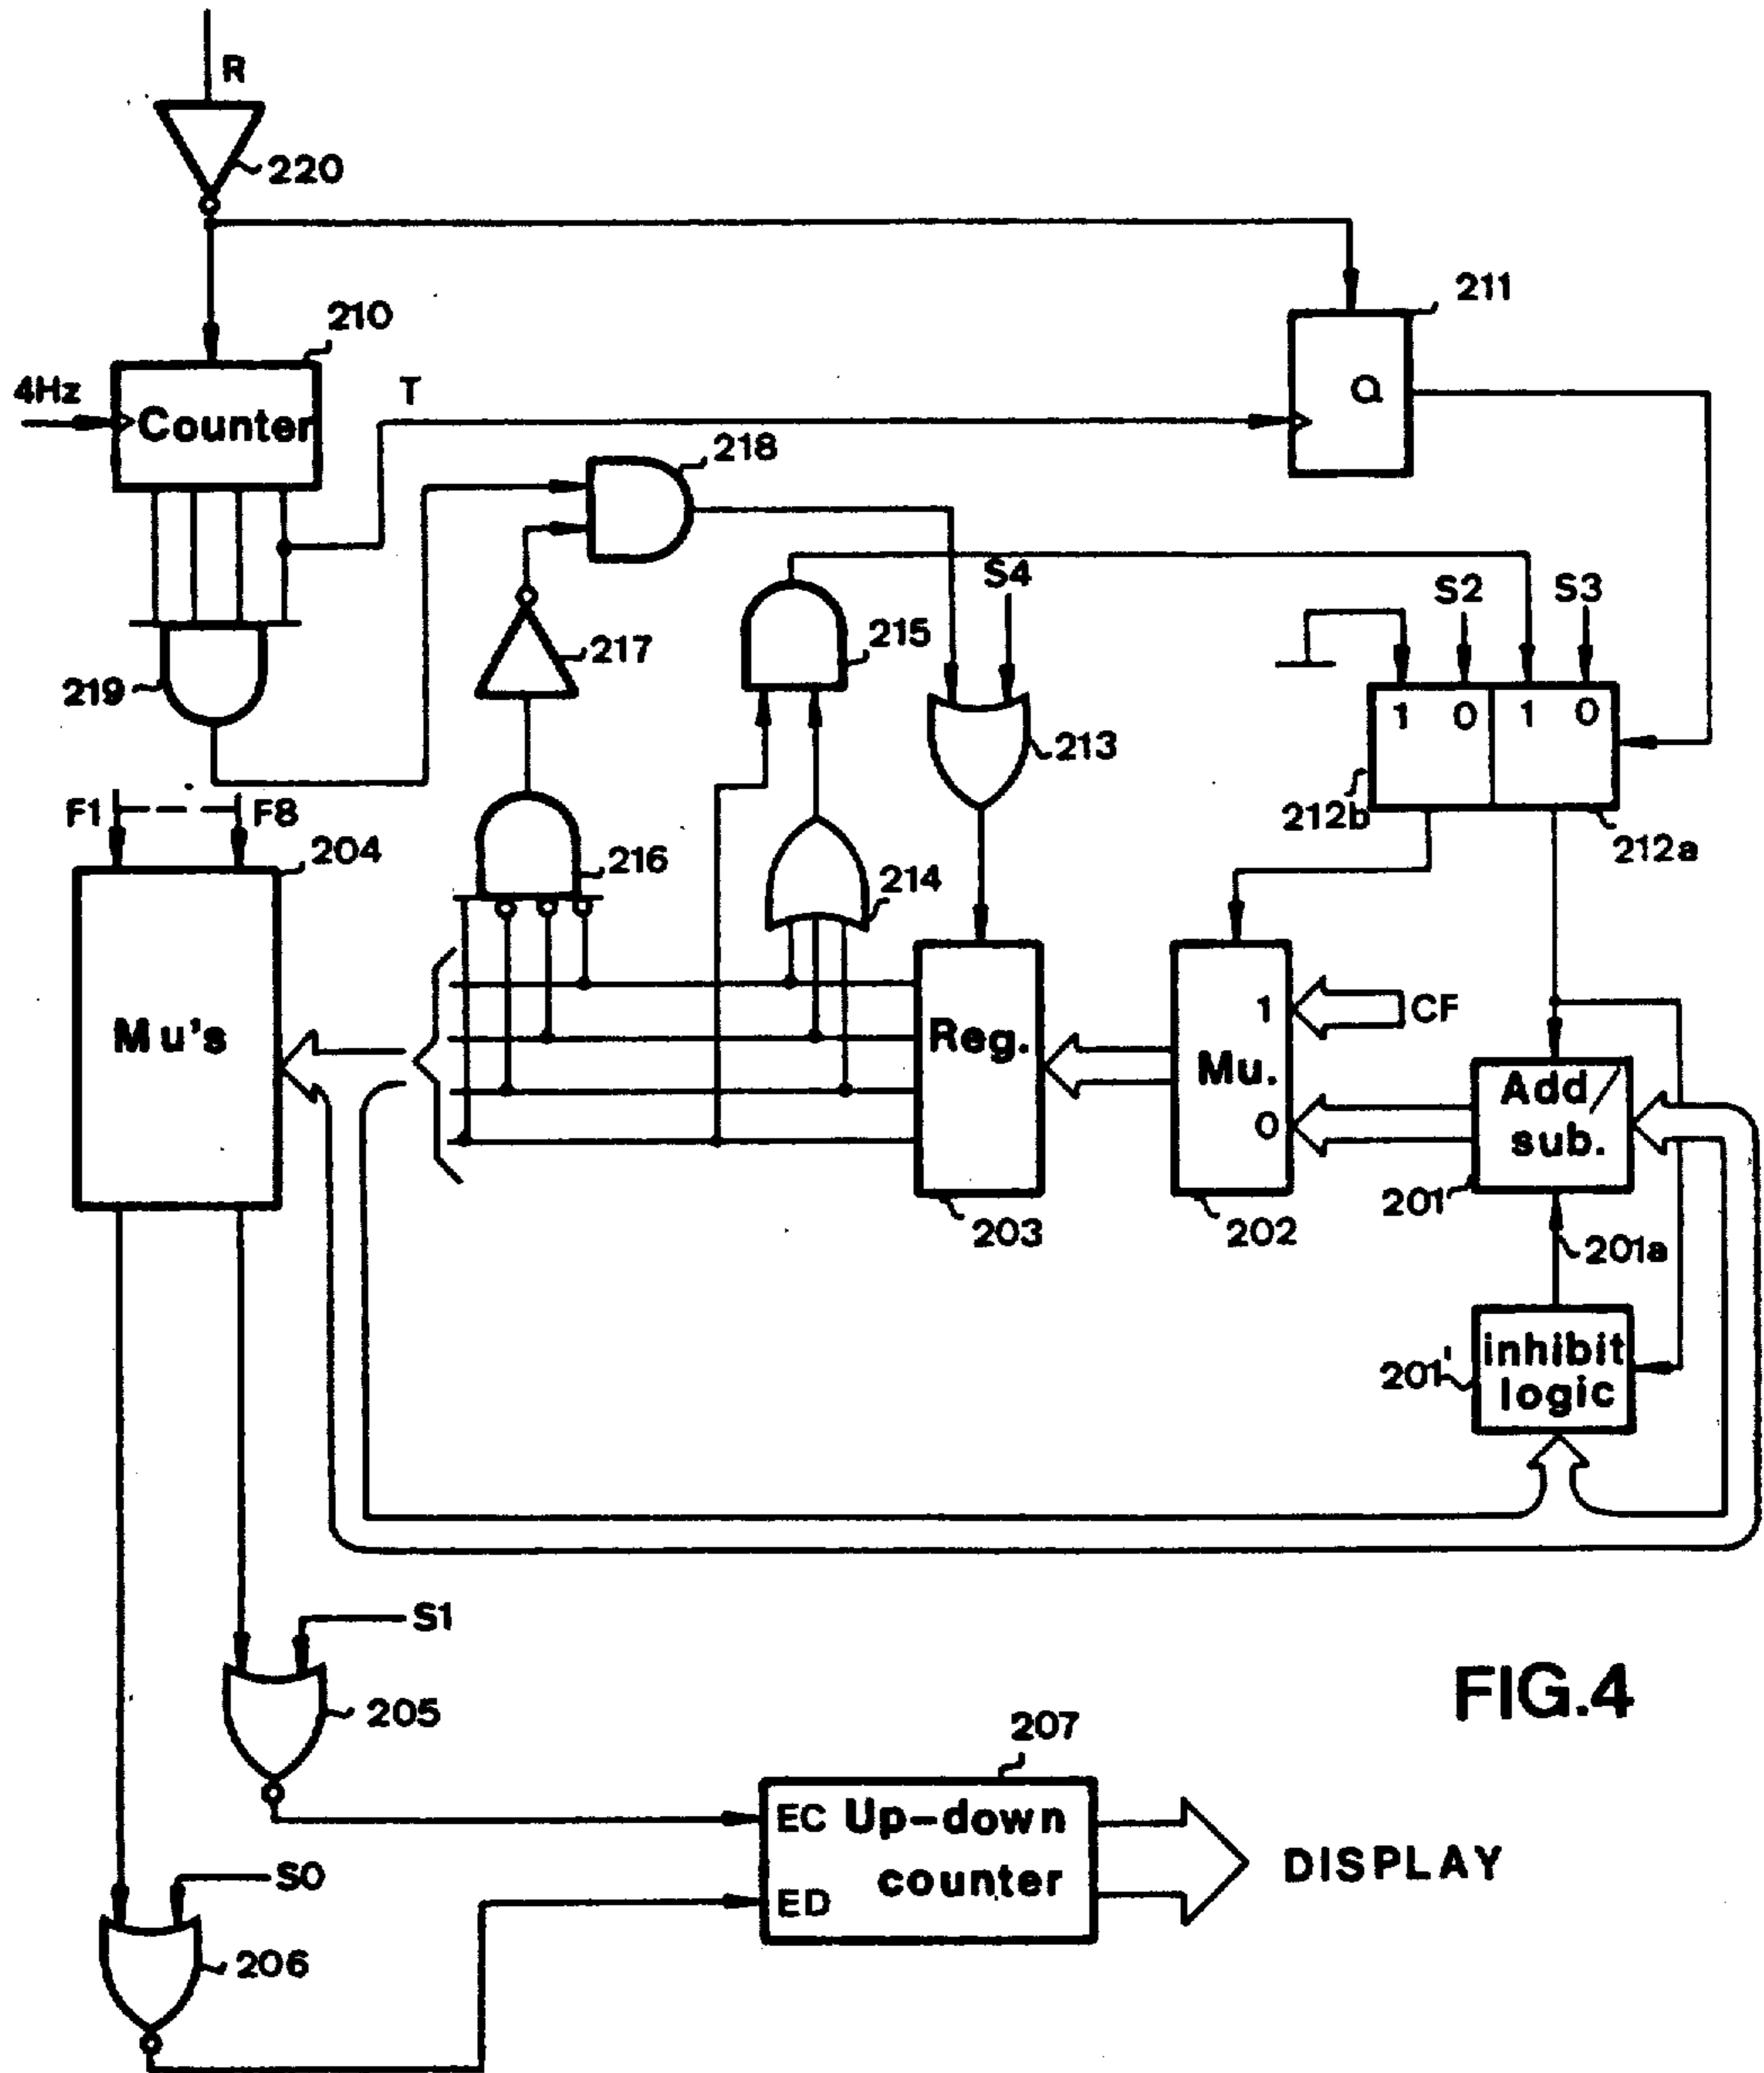 R
220
211
210
4Hz
Counter
T
Q
218
S4
S2
S3
215
217
219
1 0 1 0
213
212b
212a
F1
F8
204
216
214
Mu's
Reg.
1
CF
Mu.
0
Add/
sub.
201
203
202
201a
inhibit
logic
201'
S1
205
FIG.4
207
EC
Up-down
counter
ED
DISPLAY
S0
206